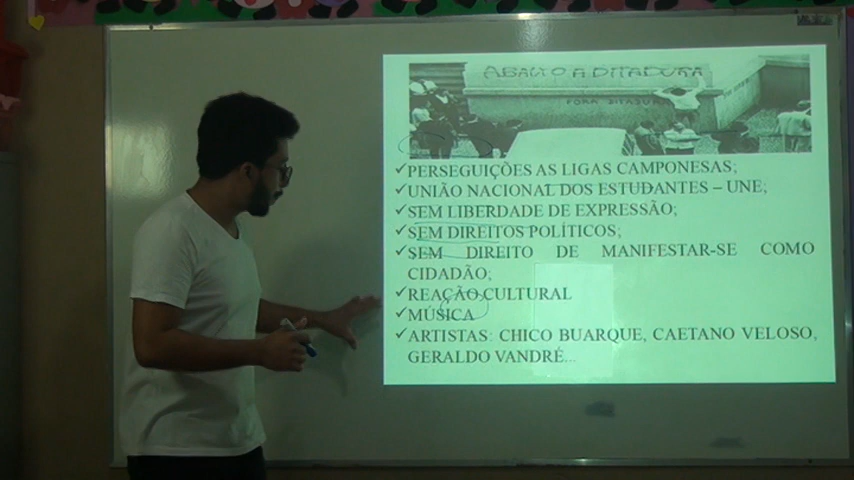 ABAIXO A DITADURA
FORA DITADURA
✓PERSEGUIÇÕES AS LIGAS CAMPONESAS;
✓UNIÃO NACIONAL DOS ESTUDANTES – UNE;
✓SEM LIBERDADE DE EXPRESSÃO;
✓SEM DIREITOS POLÍTICOS;
✓SEM DIREITO DE MANIFESTAR-SE COMO
CIDADÃO;
✓REAÇÃO CULTURAL
✓MÚSICA
✓ARTISTAS: CHICO BUARQUE, CAETANO VELOSO,
GERALDO VANDRÉ...